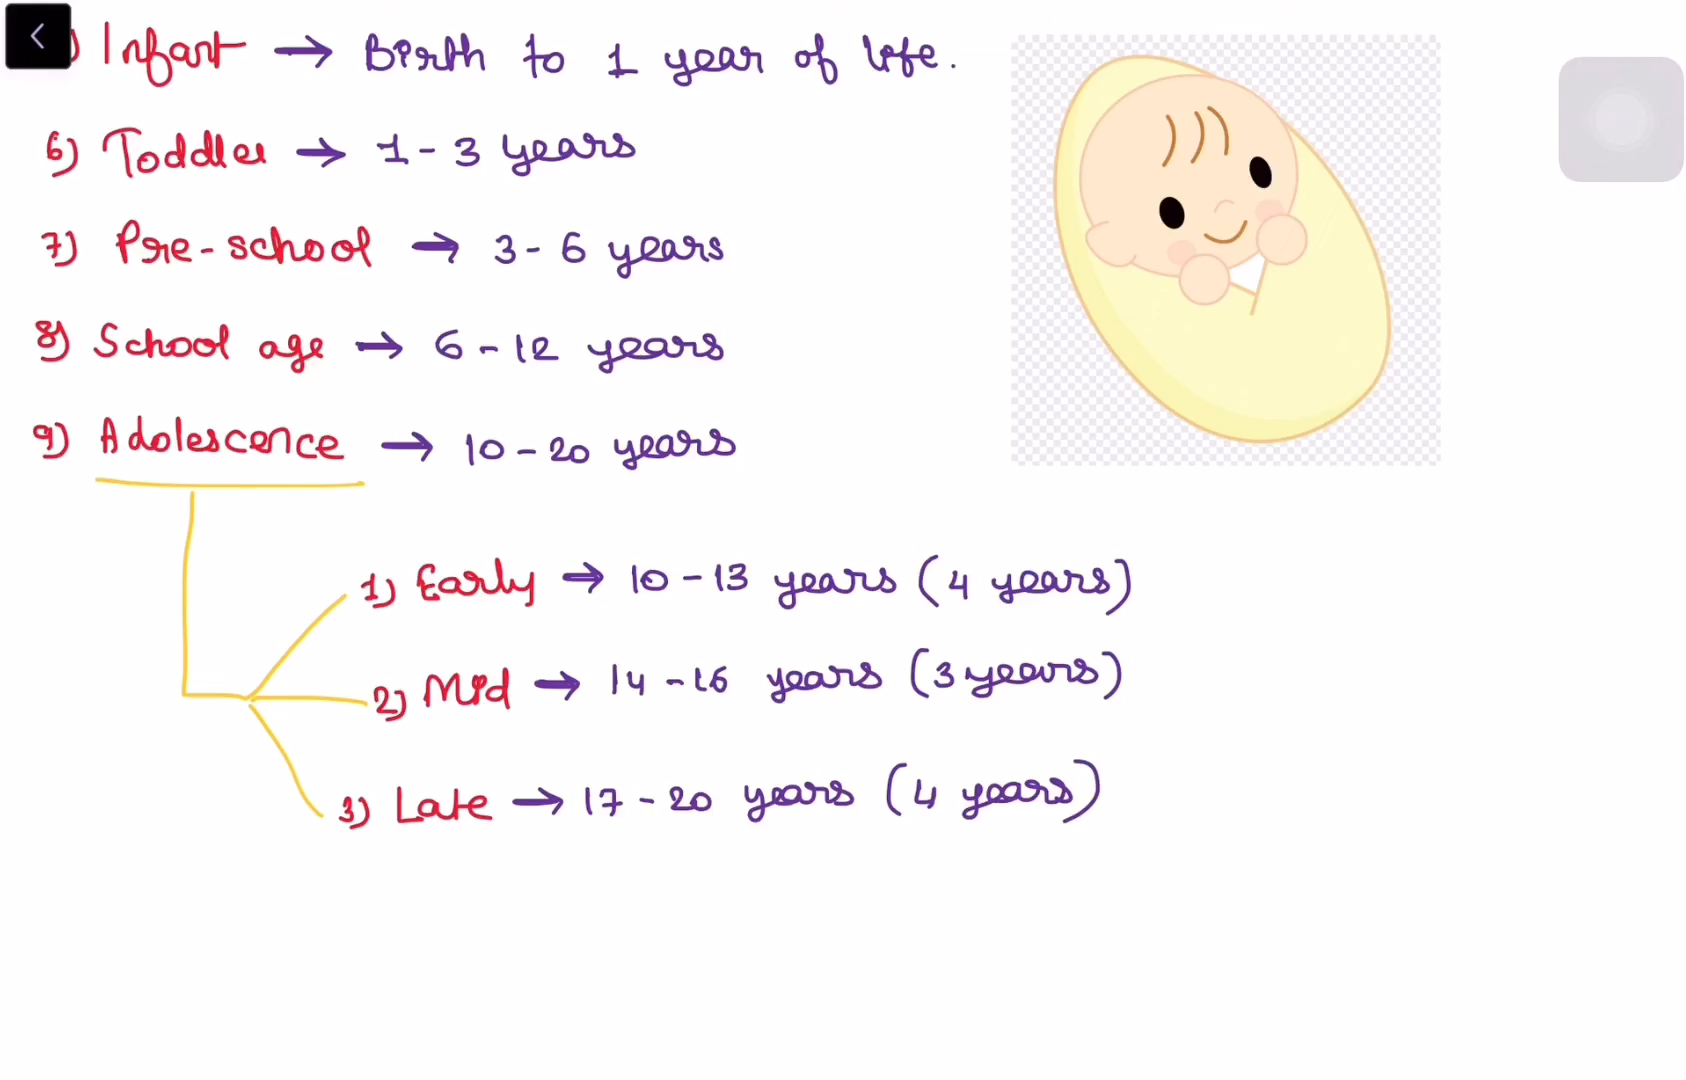 ) Infant → Birth to 1 year of life.
6) Toddler → 1 - 3 years
7) Pre-school → 3 - 6 years
8) School age → 6 - 12 years
9) Adolescence → 10 - 20 years
1) Early → 10 - 13 years (4 years)
2) Mid → 14 - 16 years (3 years)
3) Late → 17 - 20 years (4 years)